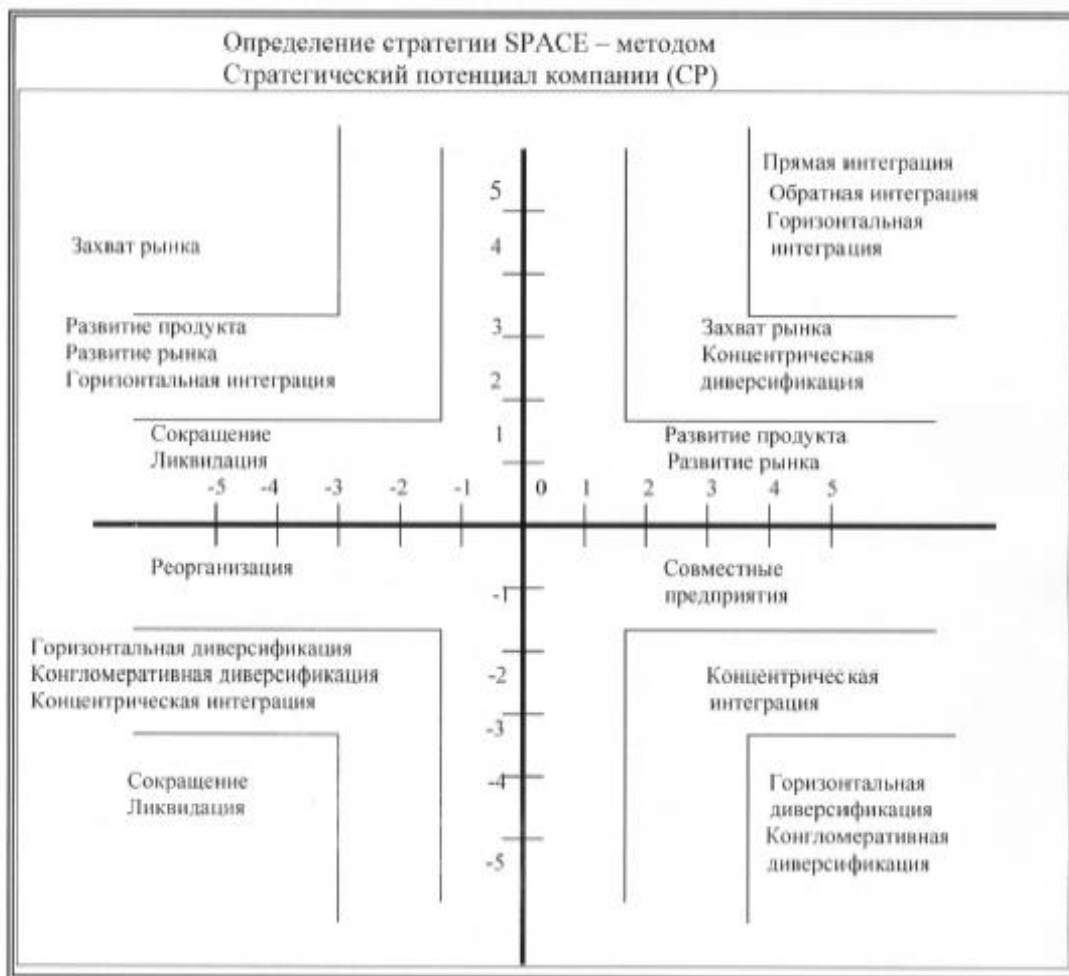 Определение стратегии SPACE – методом
Стратегический потенциал компании (СР)
5
4
3
2
1
Захват рынка
Развитие продукта
Развитие рынка
Горизонтальная интеграция
Сокращение
Ликвидация
Прямая интеграция
Обратная интеграция
Горизонтальная
интеграция
Захват рынка
Концентрическая
диверсификация
Развитие продукта
Развитие рынка
-5 -4 -3 -2 -1 0 1 2 3 4 5
Реорганизация
Горизонтальная диверсификация
Конгломеративная диверсификация
Концентрическая интеграция
Сокращение
Ликвидация
-1
-2
-3
-4
-5
Совместные
предприятия
Концентрическая
интеграция
Горизонтальная
диверсификация
Конгломеративная
диверсификация